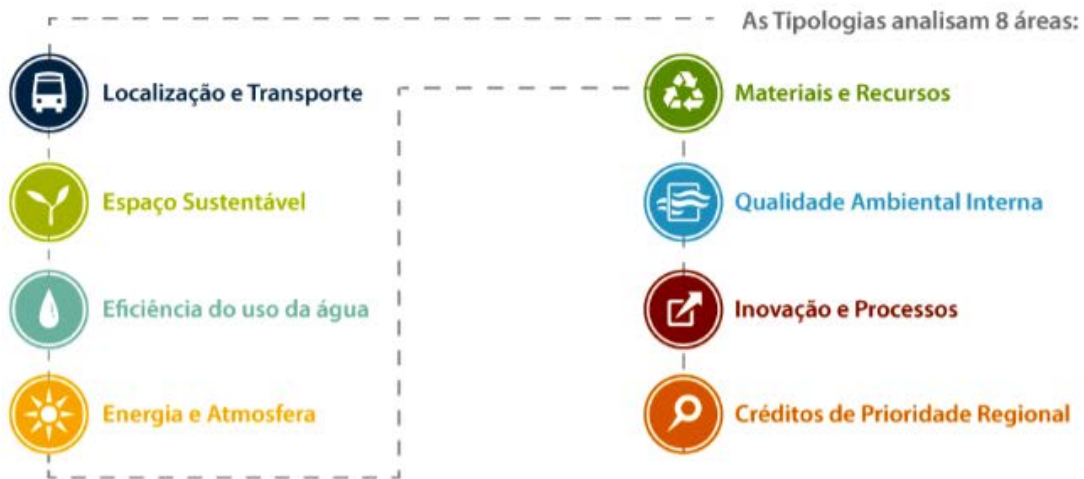 As Tipologias analisam 8 áreas:
Localização e Transporte
Espaço Sustentável
Eficiência do uso da água
Energia e Atmosfera
Materiais e Recursos
Qualidade Ambiental Interna
Inovação e Processos
Créditos de Prioridade Regional